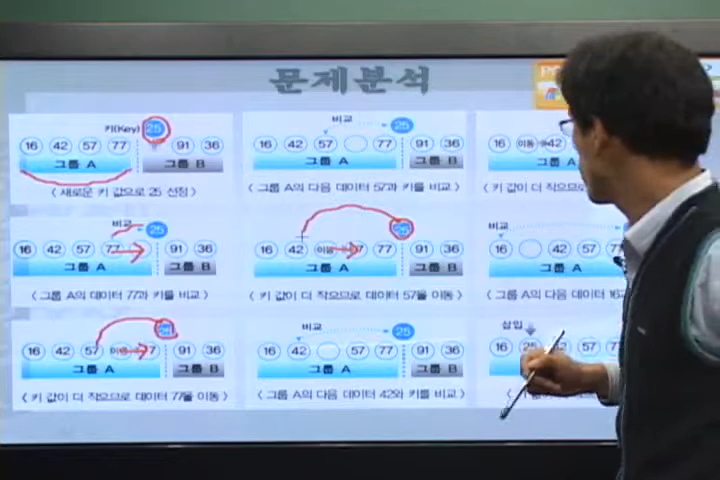 문제분석
키(Key) 25
16 42 57 77 91 36
그룹 A 그룹 B
< 새로운 키 값으로 25 선정
비교 25
16 42 57 77 91 36
그룹 A 그룹 B
< 그룹 A의 데이터 77과 키를 비교 >
16 42 57 7 91 36
그룹 A 그룹 B
< 키 값이 더 작으므로 데이터 77을 이동 >
비교 25
16 42 57 77 91 36
그룹 A 그룹 B
< 그룹 A의 다음 데이터 57과 키를 비교 >
25
16 42 이동 77 91 36
그룹 A 그룹 B
< 키 값이 더 작으므로 57을 이동 >
비교 25
16 42 57 77 91 36
그룹 A 그룹 B
< 그룹 A의 다음 데이터 42와 키를 비교 >
16 이동 42
그룹 A
< 키 값이 더 작으므
비교
16 42 57
그룹 A
< 그룹 A의 다음 데이터 16
삽입
16 25 57
그룹